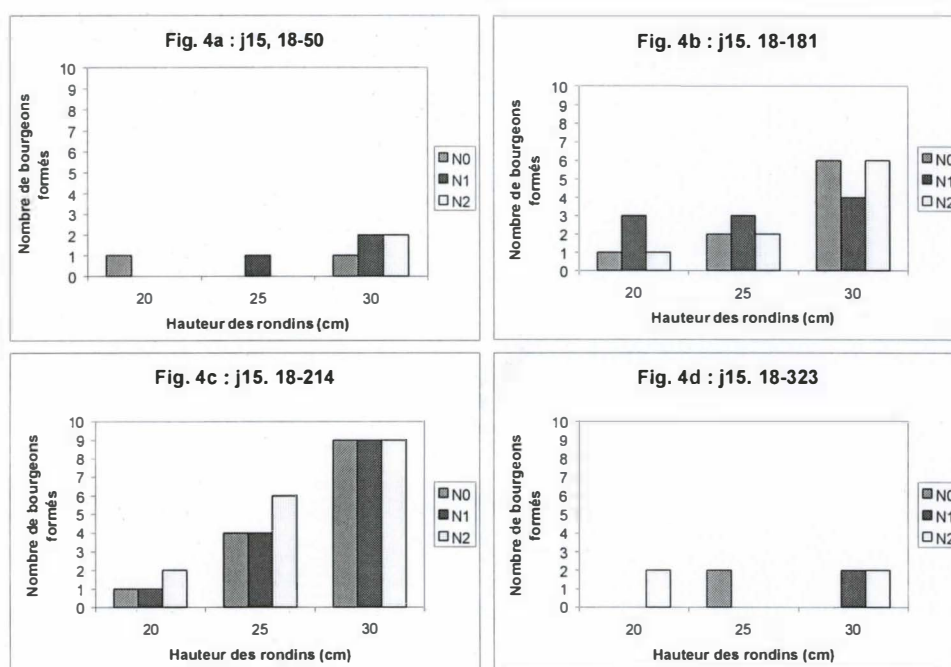 Fig. 4a : j15, 18-50
Nombre de bourgeons
formés
10
9
8
7
6
5
4
3
2
1
0
20 25 30
Hauteur des rondins (cm)
N0
N1
N2
Fig. 4b : j15. 18-181
Nombre de bourgeons
formés
10
9
8
7
6
5
4
3
2
1
0
20 25 30
Hauteur des rondins (cm)
N0
N1
N2
Fig. 4c : j15. 18-214
Nombre de bourgeons
formés
10
9
8
7
6
5
4
3
2
1
0
20 25 30
Hauteur des rondins (cm)
N0
N1
N2
Fig. 4d : j15. 18-323
Nombre de bourgeons
formés
10
9
8
7
6
5
4
3
2
1
0
20 25 30
Hauteur des rondins (cm)
N0
N1
N2